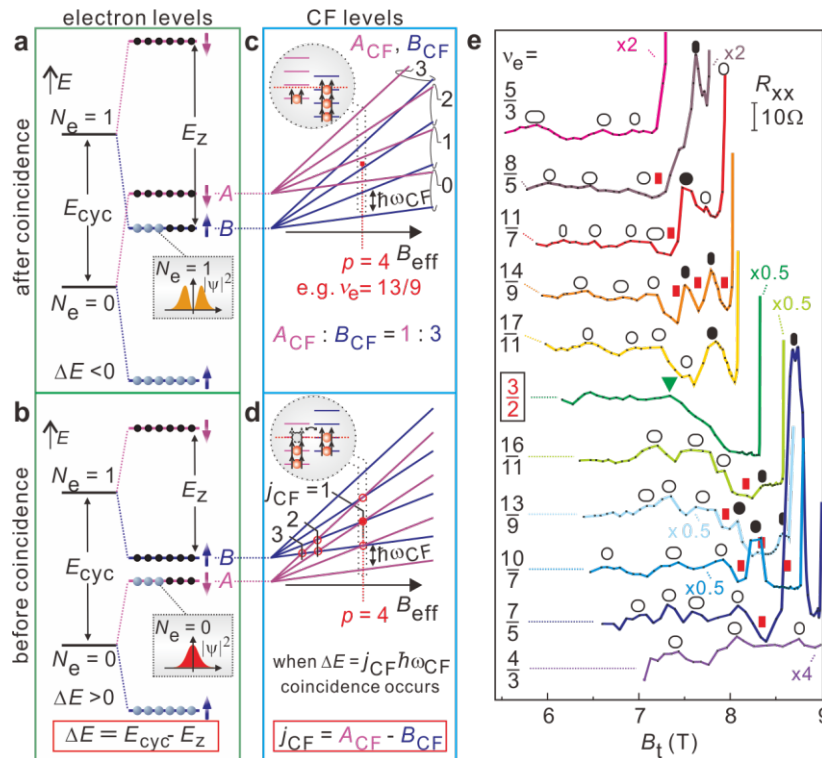 electron levels
CF levels
a
after coincidence
↑E
N_e = 1
E_cyc
N_e = 0
E_z
A
B
N_e = 1
|ψ|²
ΔE < 0
c
A_CF , B_CF
3
2
1
0
ħω_CF
B_eff
p = 4
e.g. ν_e = 13/9
A_CF : B_CF = 1 : 3
b
before coincidence
↑E
N_e = 1
E_cyc
N_e = 0
E_z
B
A
N_e = 0
|ψ|²
ΔE > 0
ΔE = E_cyc - E_z
d
j_CF = 1
2
3
ħω_CF
B_eff
p = 4
when ΔE = j_CF ħω_CF
coincidence occurs
j_CF = A_CF - B_CF
e
ν_e =
5/3
8/5
11/7
14/9
17/11
3/2
16/11
13/9
10/7
7/5
4/3
x2
x2
R_xx
10Ω
x0.5
x0.5
x0.5
x0.5
x4
6
7
8
9
B_t (T)